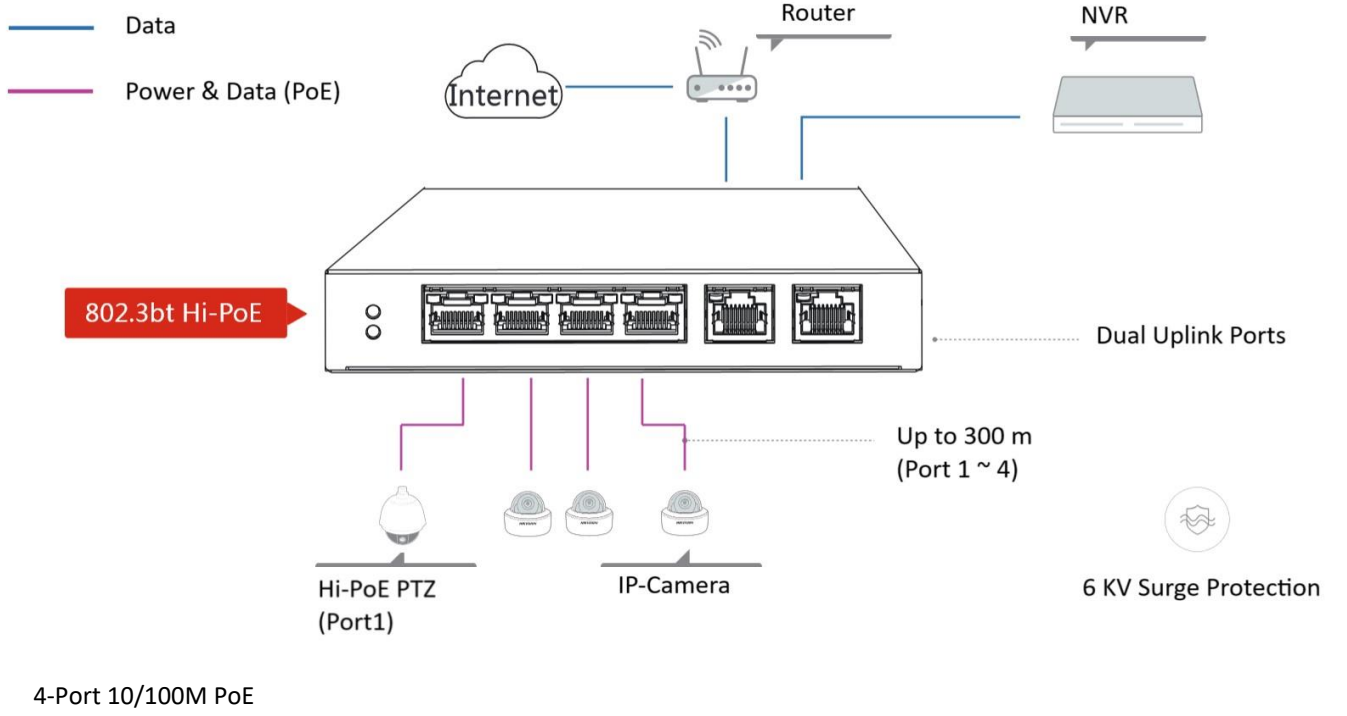 Data
Power & Data (PoE)
Internet
Router
NVR
802.3bt Hi-PoE
Dual Uplink Ports
Up to 300 m
(Port 1 ~ 4)
Hi-PoE PTZ
(Port1)
IP-Camera
6 KV Surge Protection
4-Port 10/100M PoE